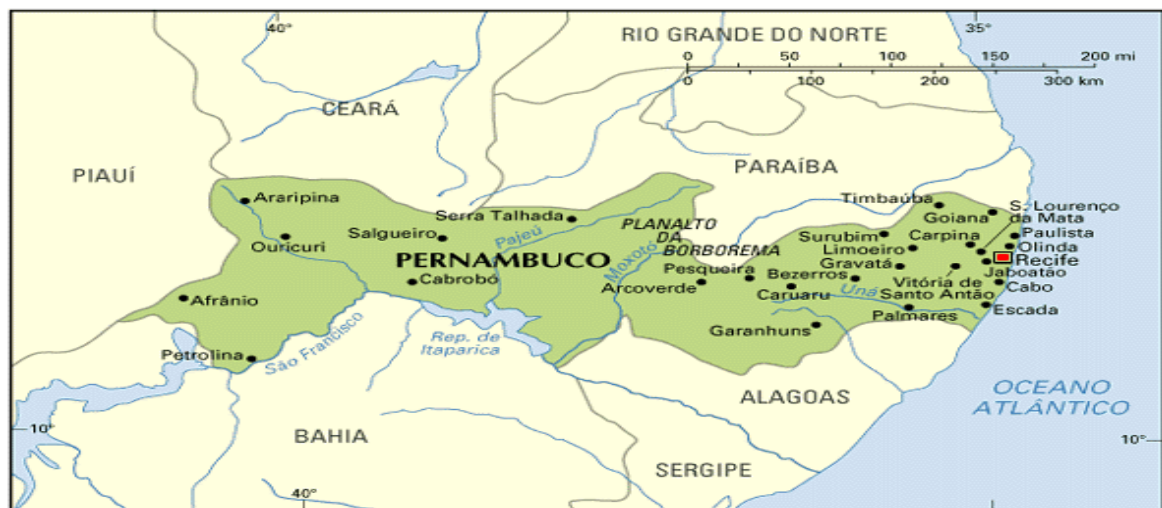 40°
35°
RIO GRANDE DO NORTE
0 50 100 150 200 mi
0 100 200 300 km
CEARÁ
PIAUÍ
PARAÍBA
Araripina
Timbaúba
S. Lourenço
da Mata
Goiana
Serra Talhada
PLANALTO
DA
BORBOREMA
Salgueiro
Pajeú
Ouricuri
Surubim
Carpina
Paulista
Limoeiro
Olinda
Recife
PERNAMBUCO
Moxotó
Gravatá
Jaboatão
Pesqueira
Bezerros
Vitória de
Santo Antão
Cabrobó
Arcoverde
Caruaru
Uná
Cabo
Afrânio
Escada
Palmares
Garanhuns
São Francisco
Rep. de
Itaparica
Petrolina
ALAGOAS
OCEANO
ATLÂNTICO
10°
BAHIA
10°
SERGIPE
40°